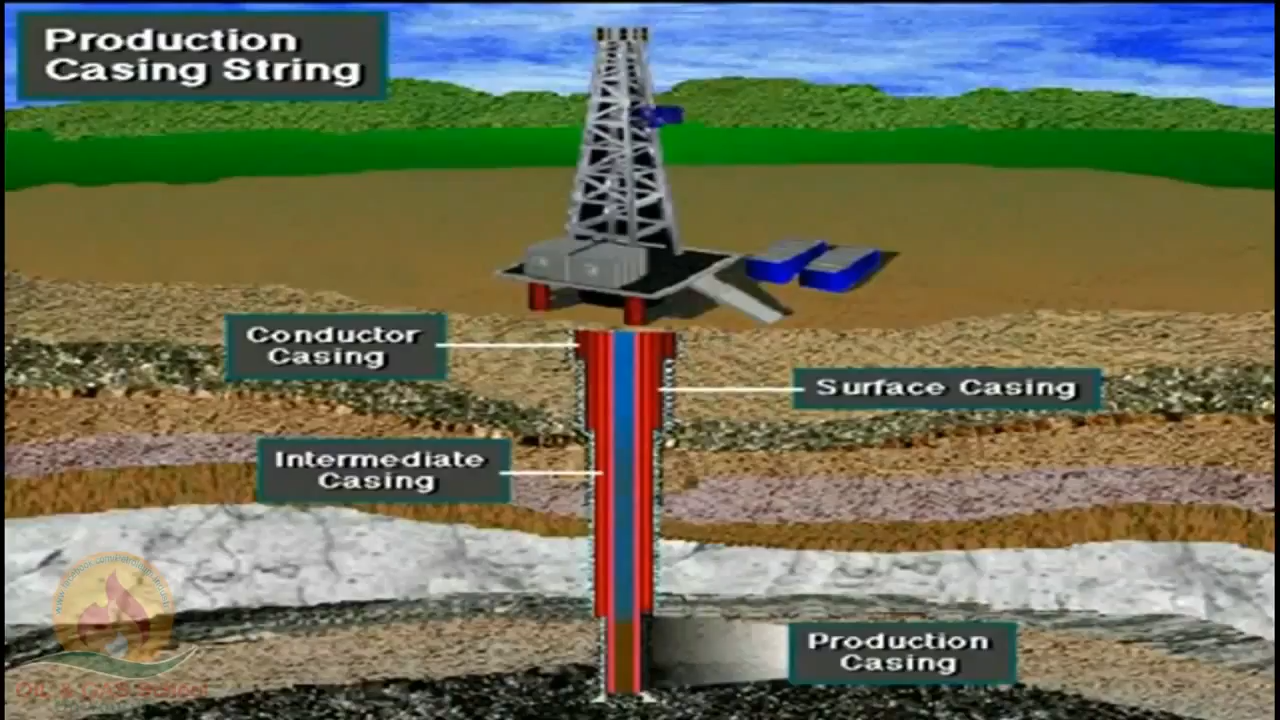 Production
Casing String
Conductor
Casing
Surface Casing
Intermediate
Casing
Production
Casing